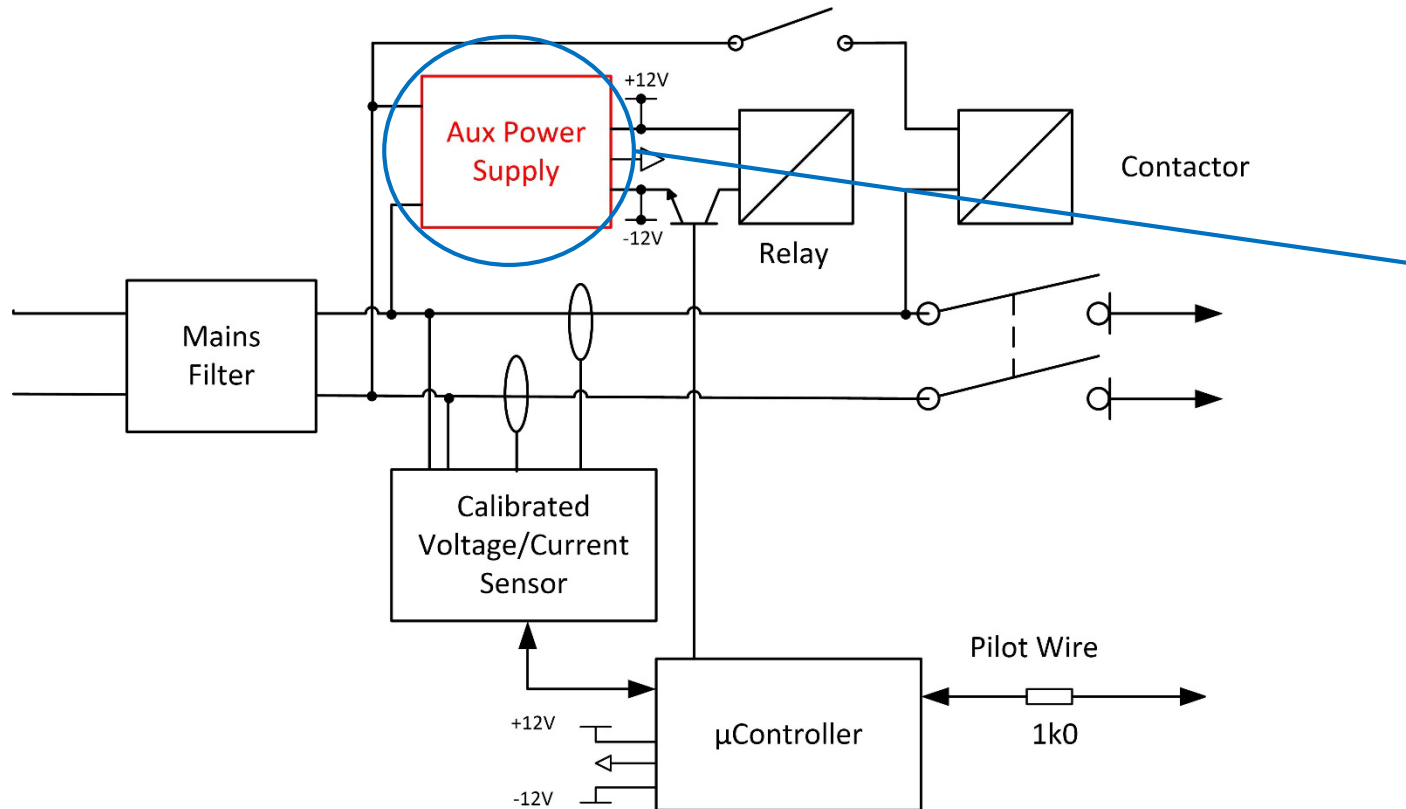 +12V
Aux Power
Supply
-12V
Relay
Contactor
Mains
Filter
Calibrated
Voltage/Current
Sensor
Pilot Wire
+12V
µController
1k0
-12V